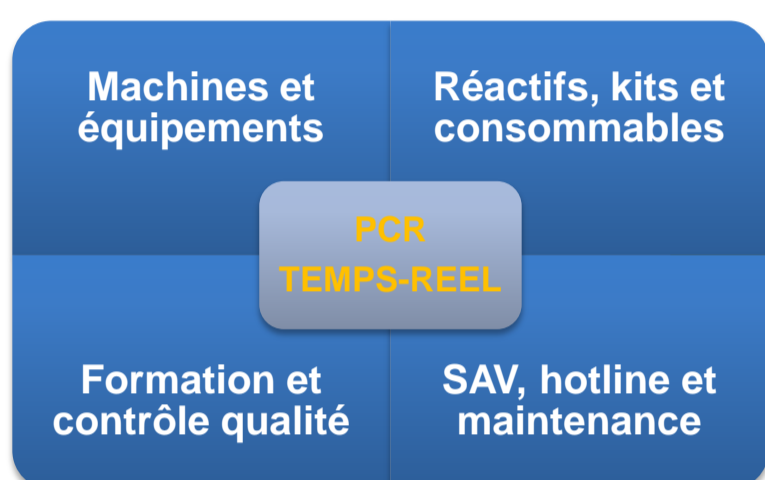 Machines et
équipements
Réactifs, kits et
consommables
PCR
TEMPS-REEL
Formation et
contrôle qualité
SAV, hotline et
maintenance